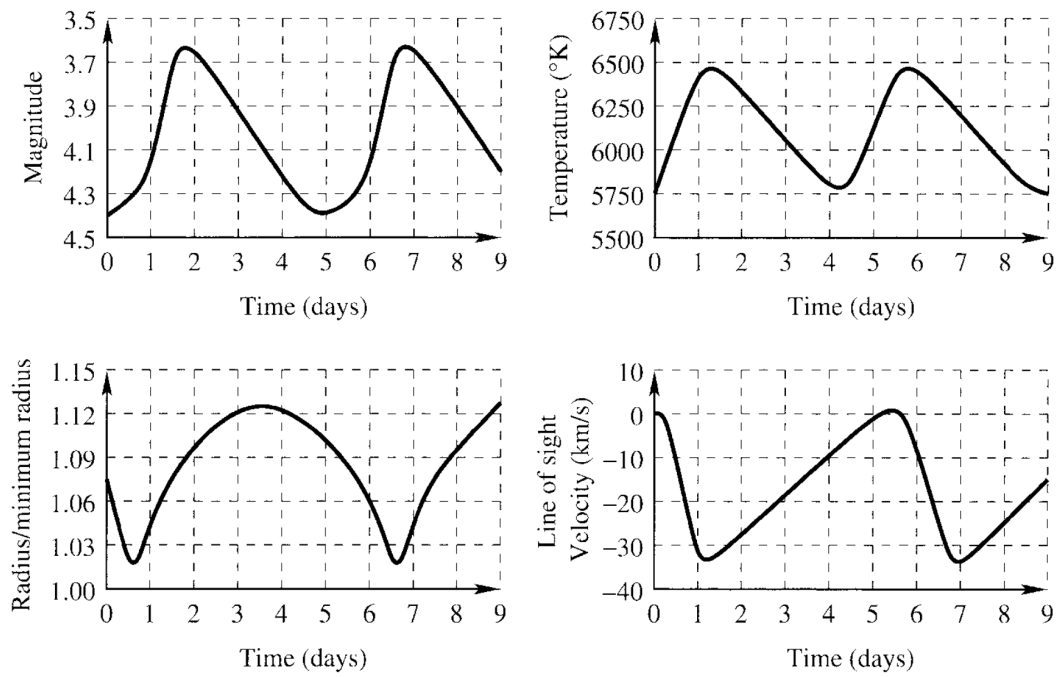 3.5
3.7
3.9
4.1
4.3
4.5
Magnitude
0 1 2 3 4 5 6 7 8 9
Time (days)
6750
6500
6250
6000
5750
5500
Temperature (°K)
0 1 2 3 4 5 6 7 8 9
Time (days)
1.15
1.12
1.09
1.06
1.03
1.00
Radius/minimum radius
0 1 2 3 4 5 6 7 8 9
Time (days)
10
0
−10
−20
−30
−40
Line of sight
Velocity (km/s)
0 1 2 3 4 5 6 7 8 9
Time (days)